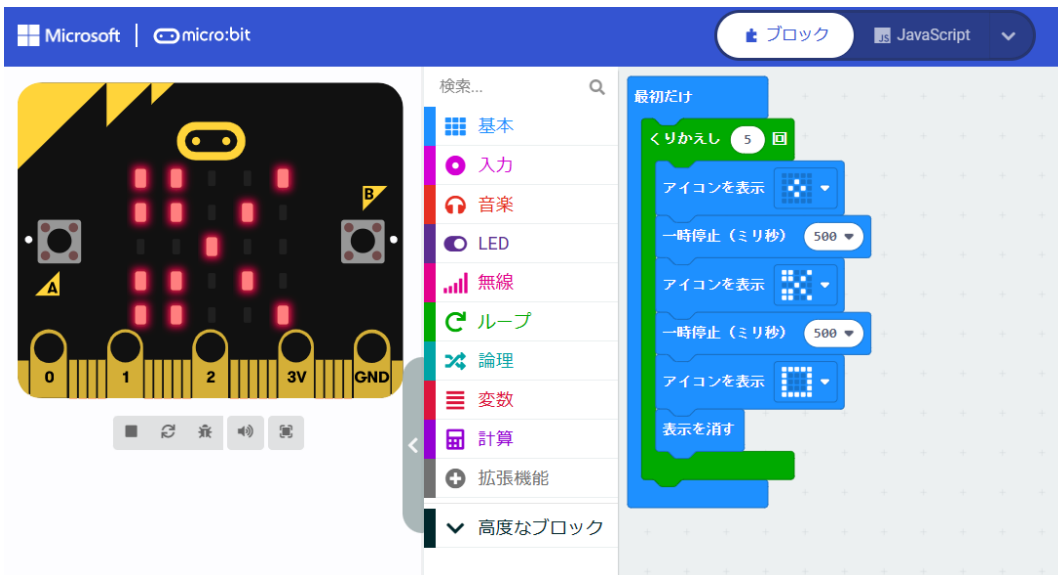 Microsoft micro:bit
ブロック JavaScript
JS
検索...
基本
入力
音楽
LED
無線
ループ
論理
変数
計算
拡張機能
高度なブロック
A
B
0 1 2 3V GND
最初だけ
くりかえし 5 回
アイコンを表示
一時停止（ミリ秒） 500
アイコンを表示
一時停止（ミリ秒） 500
アイコンを表示
表示を消す